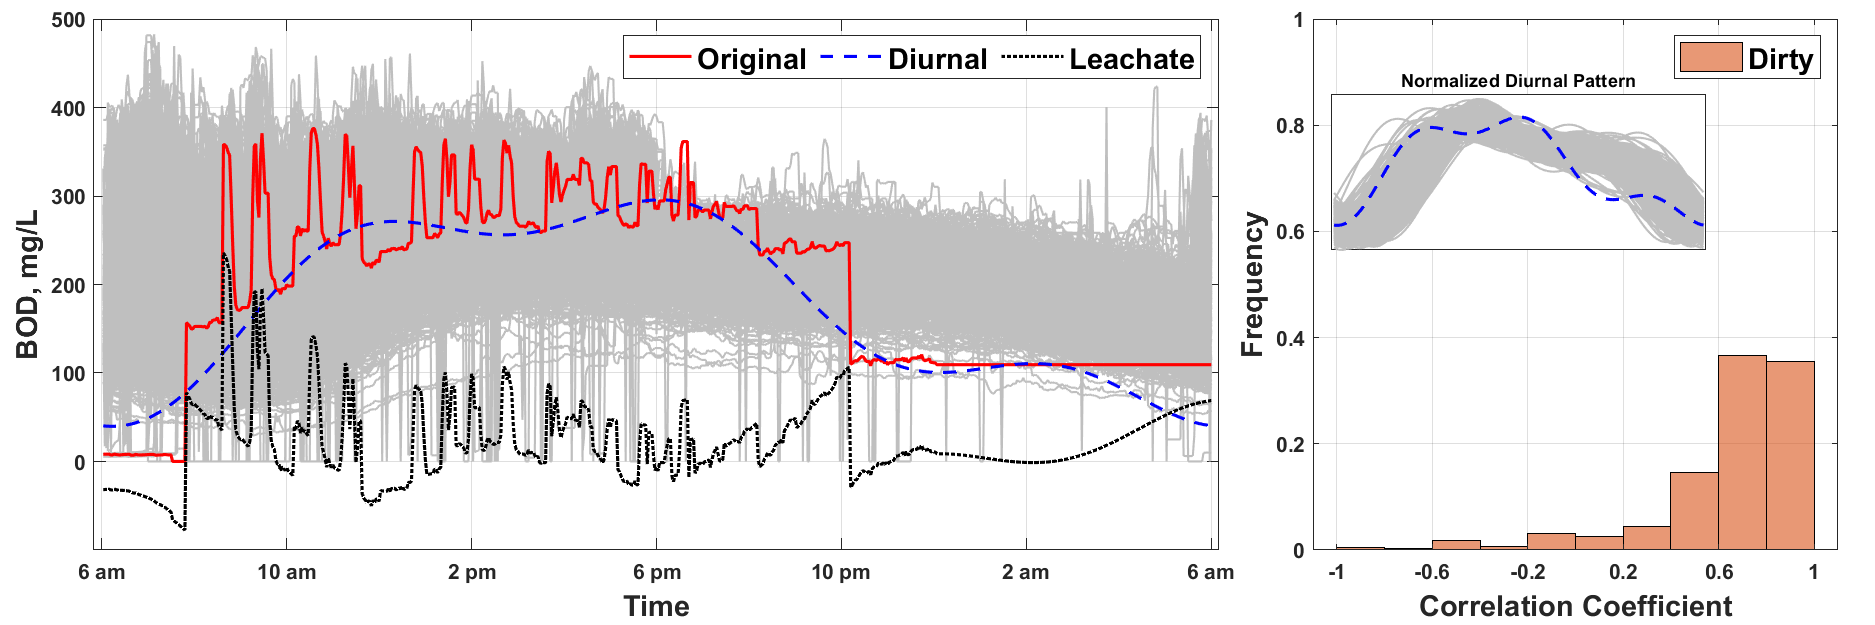 500
400
300
200
100
0
BOD, mg/L
Original
Diurnal
Leachate
6 am
10 am
2 pm
6 pm
10 pm
2 am
6 am
Time
1
0.8
0.6
0.4
0.2
0
Frequency
Dirty
Normalized Diurnal Pattern
-1
-0.6
-0.2
0.2
0.6
1
Correlation Coefficient